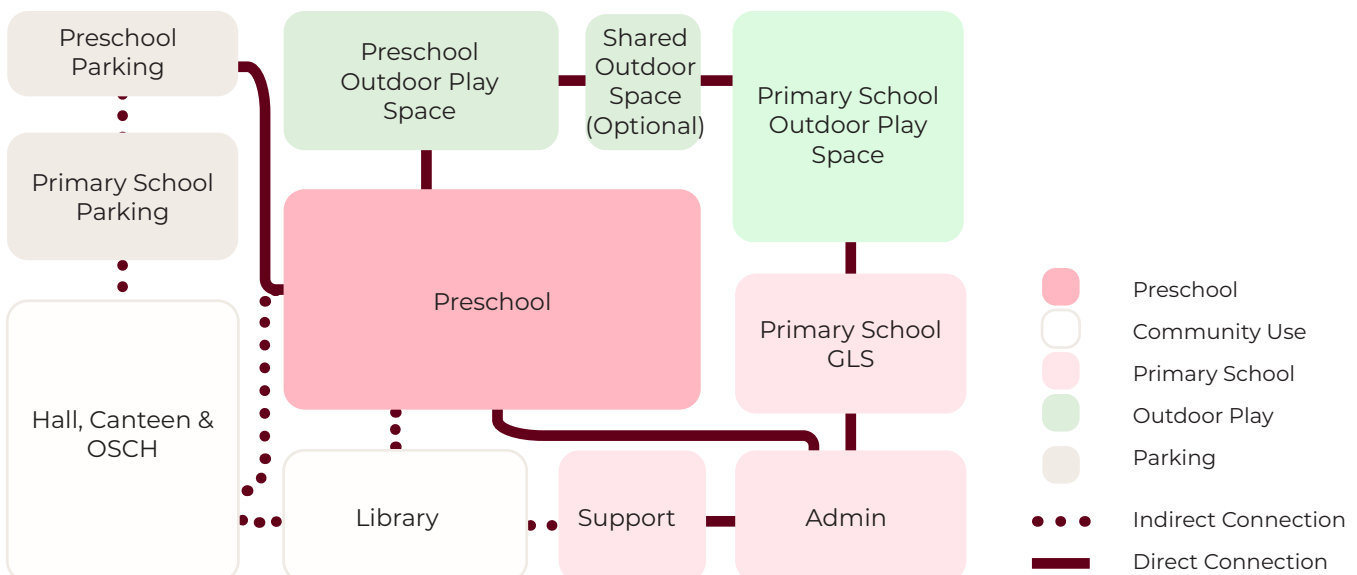 Preschool
Parking
Preschool
Outdoor Play
Space
Shared
Outdoor
Space
(Optional)
Primary School
Outdoor Play
Space
Primary School
Parking
Preschool
Primary School
GLS
Hall, Canteen &
OSCH
Library
Support
Admin
Preschool
Community Use
Primary School
Outdoor Play
Parking
Indirect Connection
Direct Connection